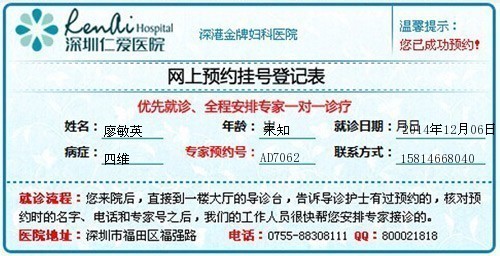 RenAi Hospital
深圳仁爱医院
深港金牌妇科医院
温馨提示:
您已成功预约!
网上预约挂号登记表
优先就诊、全程安排专家一对一诊疗
姓名: 廖敏英 年龄: 未知 就诊日期: 2014年12月06日
病症: 四维 专家预约号: AD7062 联系方式: 15814668040
就诊流程: 您来院后,直接到一楼大厅的导诊台,告诉导诊护士有过预约的,核对预
约时的名字、电话和专家号之后,我们的工作人员很快帮您安排专家接诊的。
医院地址: 深圳市福田区福强路 电话: 0755-88308111 QQ: 800021818